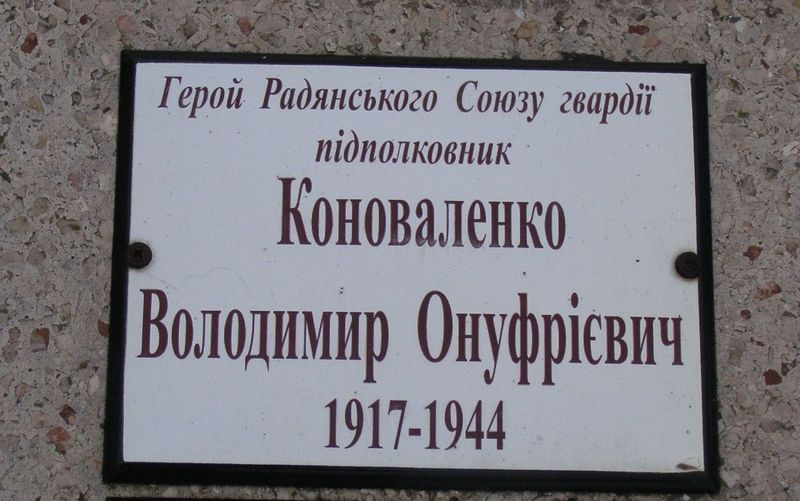 Герой Радянського Союзу гвардії
підполковник
Коноваленко
Володимир Онуфрієвич
1917-1944